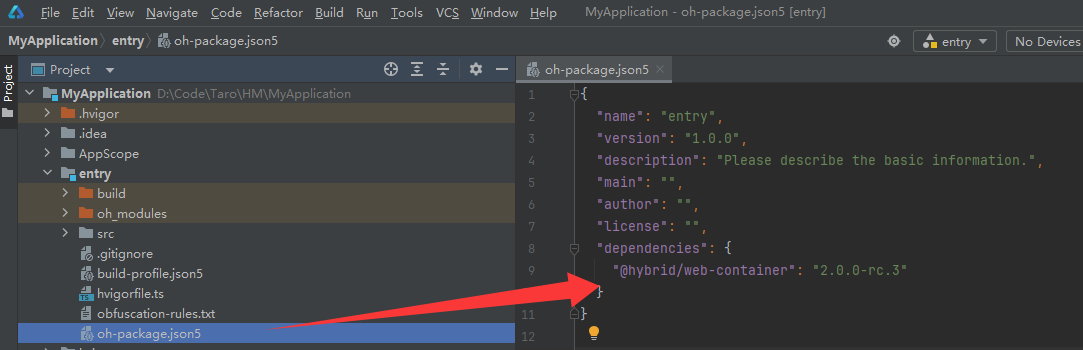 File Edit View Navigate Code Refactor Build Run Tools VCS Window Help MyApplication - oh-package.json5 [entry]
MyApplication entry oh-package.json5 entry No Devices
Project
Project
oh-package.json5
MyApplication D:\Code\Taro\HM\MyApplication
.hvigor
.idea
AppScope
entry
build
oh_modules
src
.gitignore
build-profile.json5
hvigorfile.ts
obfuscation-rules.txt
oh-package.json5
1 {
2 "name": "entry",
3 "version": "1.0.0",
4 "description": "Please describe the basic information.",
5 "main": "",
6 "author": "",
7 "license": "",
8 "dependencies": {
9 "@hybrid/web-container": "2.0.0-rc.3"
}
11 }
12